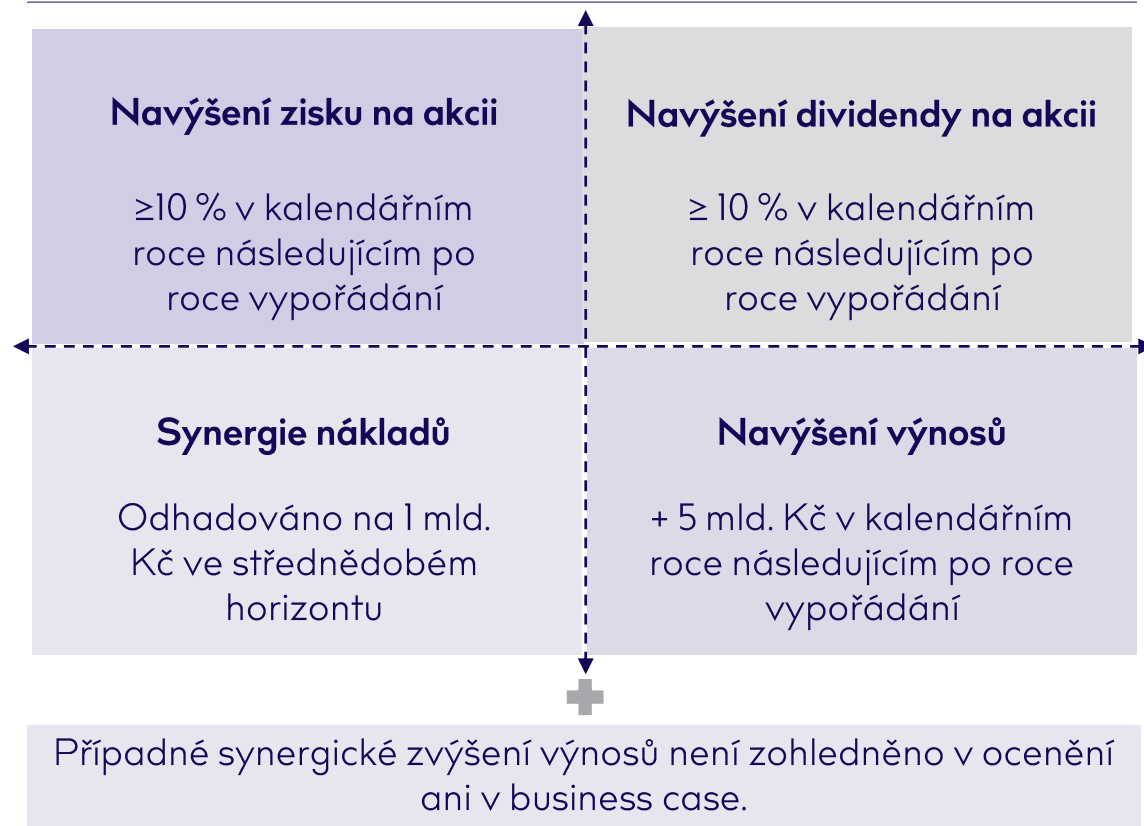 Navýšení zisku na akcii
≥10 % v kalendářním
roce následujícím po
roce vypořádání
Navýšení dividendy na akcii
≥ 10 % v kalendářním
roce následujícím po
roce vypořádání
Synergie nákladů
Odhadováno na 1 mld.
Kč ve střednědobém
horizontu
Navýšení výnosů
+ 5 mld. Kč v kalendářním
roce následujícím po roce
vypořádání
Případné synergické zvýšení výnosů není zohledněno v ocenění
ani v business case.